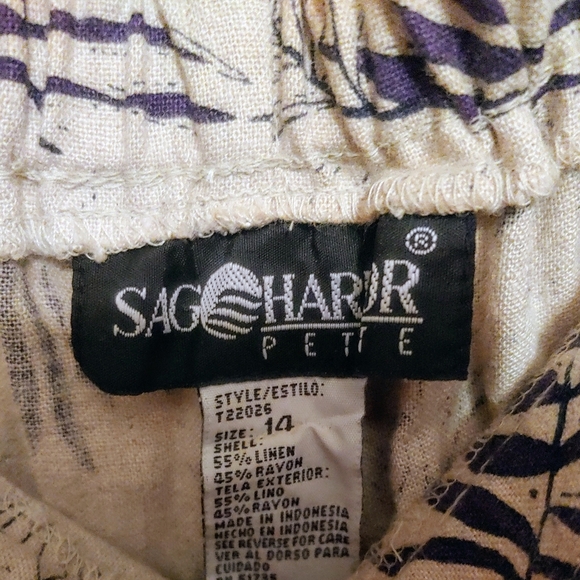 ®
SAG HARBOR
PETITE
STYLE/ESTILO:
T22026
SIZE: 14
SHELL:
55% LINEN
45% RAYON
TELA EXTERIOR:
55% LINO
45% RAYON
MADE IN INDONESIA
HECHO EN INDONESIA
SEE REVERSE FOR CARE
VER AL DORSO PARA
CUIDADO